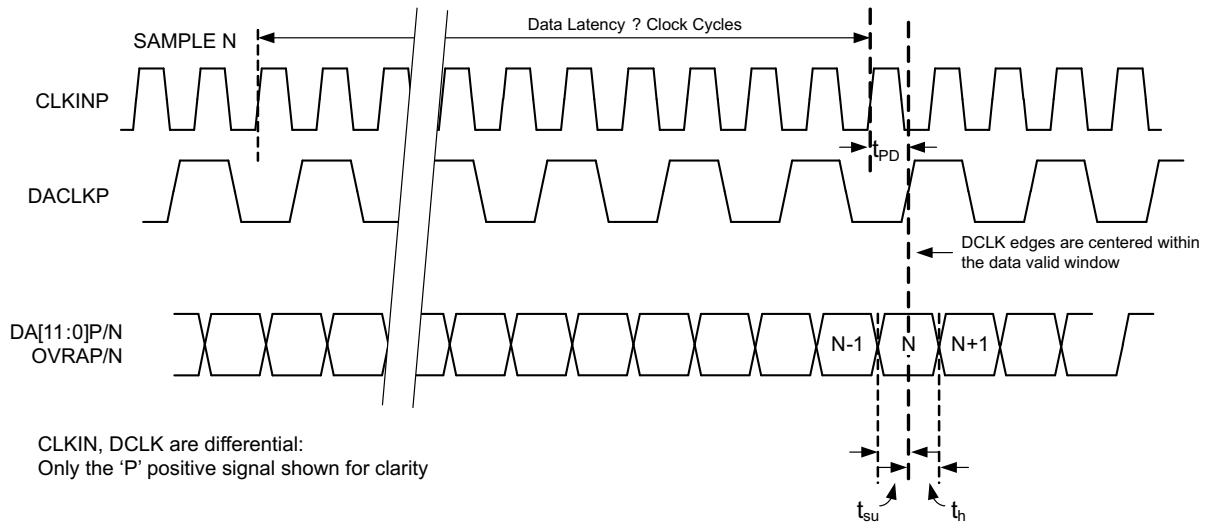 Data Latency ? Clock Cycles
SAMPLE N
CLKINP
tPD
DACLKP
DCLK edges are centered within
the data valid window
DA[11:0]P/N
OVRAP/N
N-1
N
N+1
CLKIN, DCLK are differential:
Only the ‘P’ positive signal shown for clarity
tsu
th